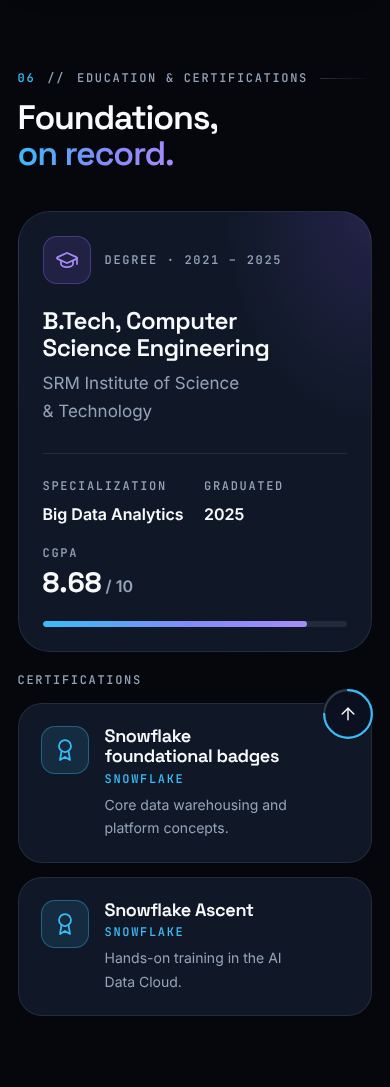 06 // EDUCATION & CERTIFICATIONS
Foundations,
on record.
DEGREE · 2021 – 2025
B.Tech, Computer
Science Engineering
SRM Institute of Science
& Technology
SPECIALIZATION GRADUATED
Big Data Analytics 2025
CGPA
8.68 / 10
CERTIFICATIONS
Snowflake
foundational badges
SNOWFLAKE
Core data warehousing and
platform concepts.
Snowflake Ascent
SNOWFLAKE
Hands-on training in the AI
Data Cloud.